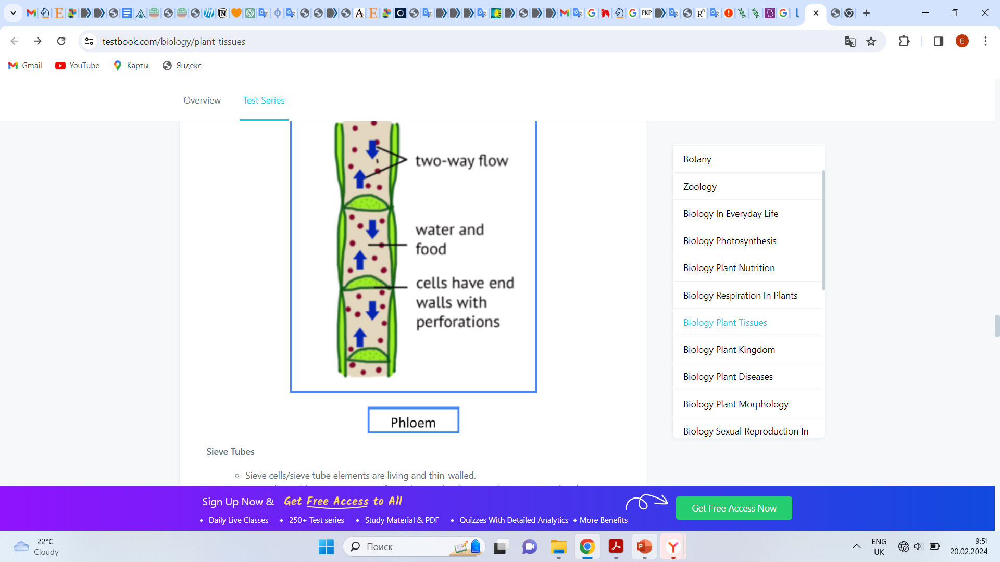 testbook.com/biology/plant-tissues
E
Gmail
YouTube
Карты
Яндекс
Overview
Test Series
two-way flow
water and
food
cells have end
walls with
perforations
Phloem
Sieve Tubes
Sieve cells/sieve tube elements are living and thin-walled.
Botany
Zoology
Biology In Everyday Life
Biology Photosynthesis
Biology Plant Nutrition
Biology Respiration In Plants
Biology Plant Tissues
Biology Plant Kingdom
Biology Plant Diseases
Biology Plant Morphology
Biology Sexual Reproduction In
Sign Up Now & Get Free Access to All
• Daily Live Classes • 250+ Test series • Study Material & PDF • Quizzes With Detailed Analytics + More Benefits
Get Free Access Now
-22°C
Cloudy
Поиск
ENG
UK
9:51
20.02.2024